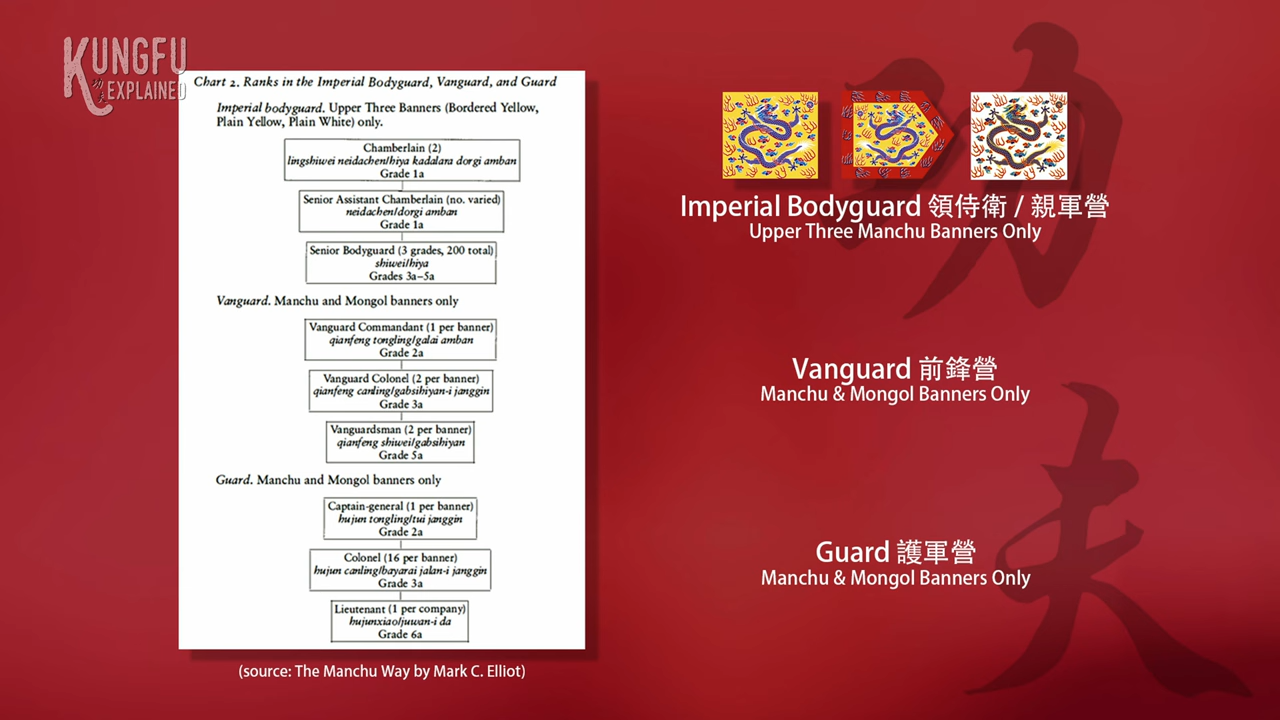 KUNGFU
EXPLAINED
Chart 2. Ranks in the Imperial Bodyguard, Vanguard, and Guard
Imperial bodyguard. Upper Three Banners (Bordered Yellow,
Plain Yellow, Plain White) only.
Chamberlain (2)
lingshiwei neidachen/hiya kadalara dorgi amban
Grade 1a
Senior Assistant Chamberlain (no. varied)
neidachen/dorgi amban
Grade 1a
Senior Bodyguard (3 grades, 200 total)
shiwei/hiya
Grades 3a–5a
Vanguard. Manchu and Mongol banners only
Vanguard Commandant (1 per banner)
qianfeng tongling/galai amban
Grade 2a
Vanguard Colonel (2 per banner)
qianfeng canling/gabsihiyan-i janggin
Grade 3a
Vanguardsman (2 per banner)
qianfeng shiwei/gabsihiyan
Grade 5a
Guard. Manchu and Mongol banners only
Captain-general (1 per banner)
hujun tongling/tui janggin
Grade 2a
Colonel (16 per banner)
hujun canling/bayarai jalan-i janggin
Grade 3a
Lieutenant (1 per company)
hujunxiao/juwan-i da
Grade 6a
(source: The Manchu Way by Mark C. Elliot)
Imperial Bodyguard 領侍衛 / 親軍營
Upper Three Manchu Banners Only
Vanguard 前鋒營
Manchu & Mongol Banners Only
Guard 護軍營
Manchu & Mongol Banners Only
功
夫